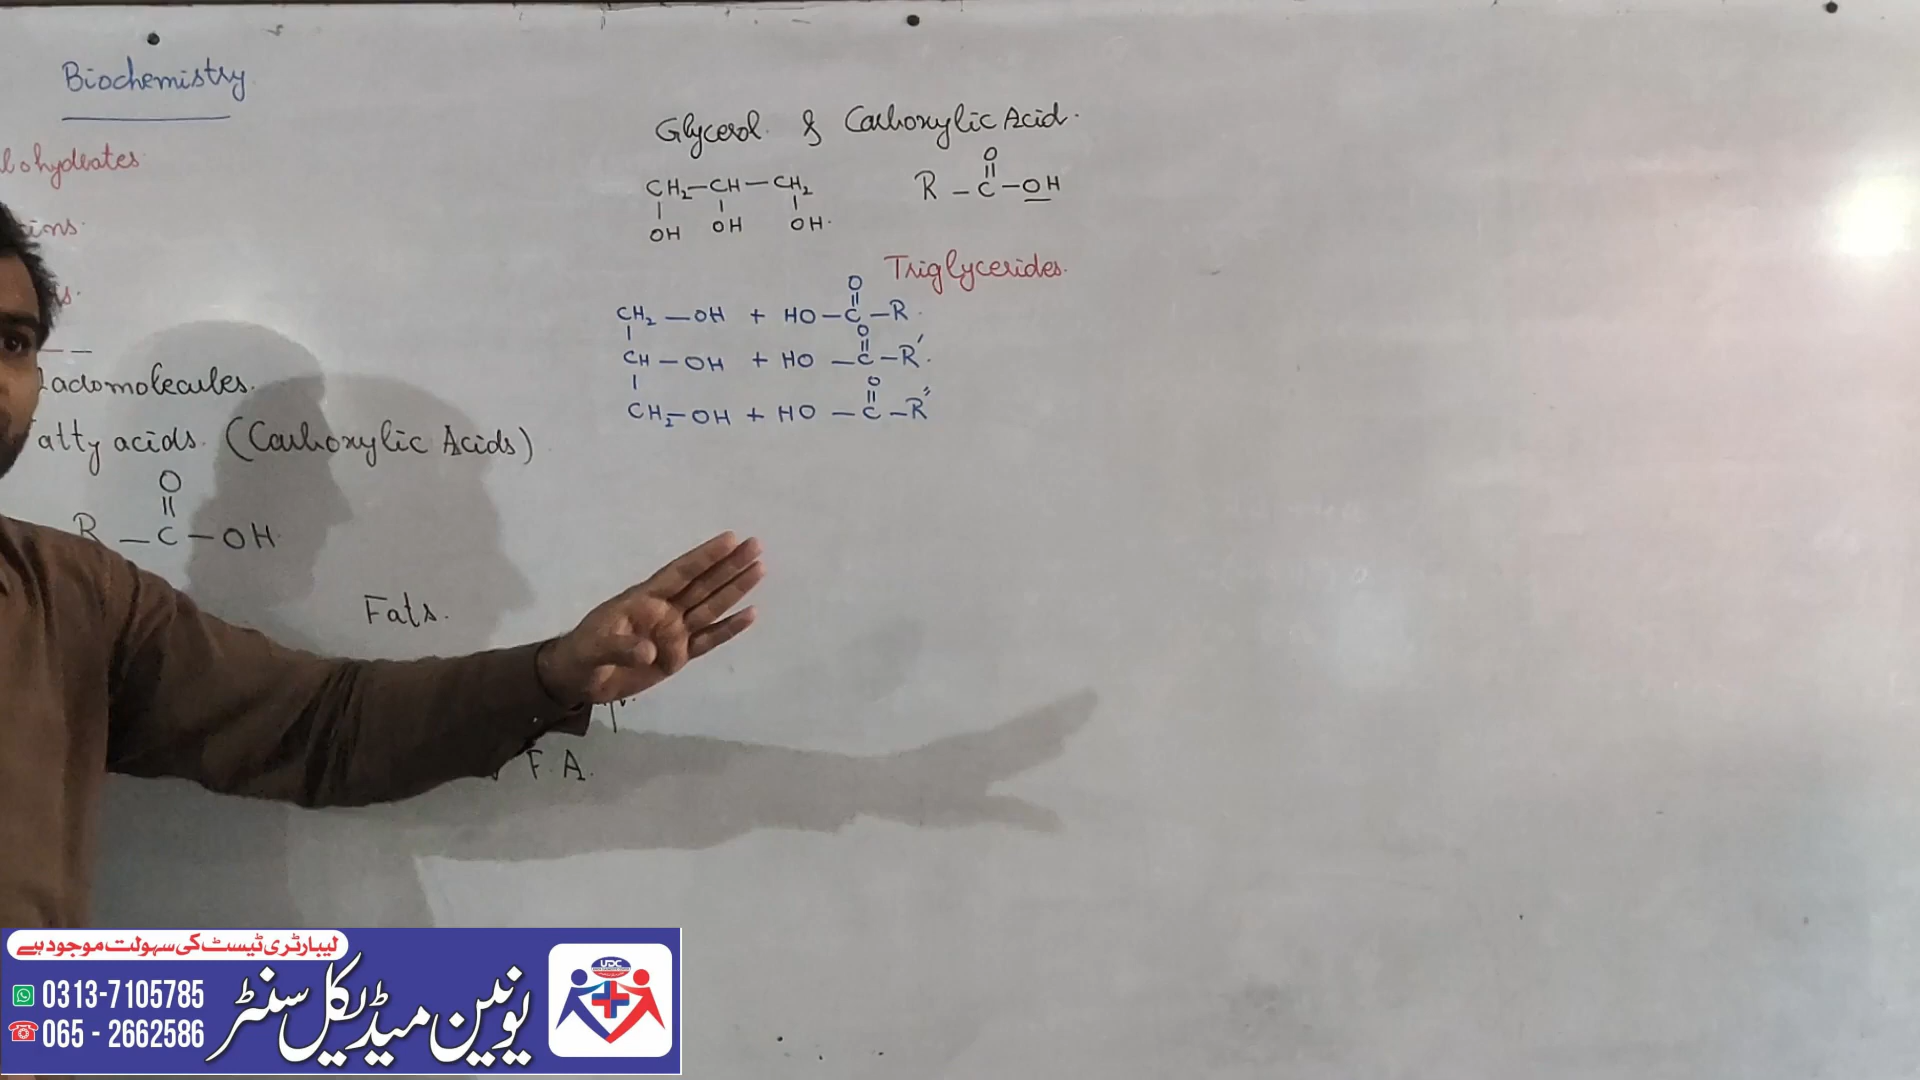 Biochemistry
Glycerol & Carboxylic Acid.
CH₂—CH—CH₂
OH OH OH.
O
||
R — C — OH
Triglycerides.
O
||
CH₂ — OH + HO — C — R
O
||
CH — OH + HO — C — R′
O
||
CH₂ — OH + HO — C — R″
(Carboxylic Acids)
acids.
O
||
R — C — OH
Fats.
F.A.
لیبارٹری ٹیسٹ کی سہولت موجود ہے
0313-7105785
065 - 2662586
یونین میڈیکل سنٹر
UDC